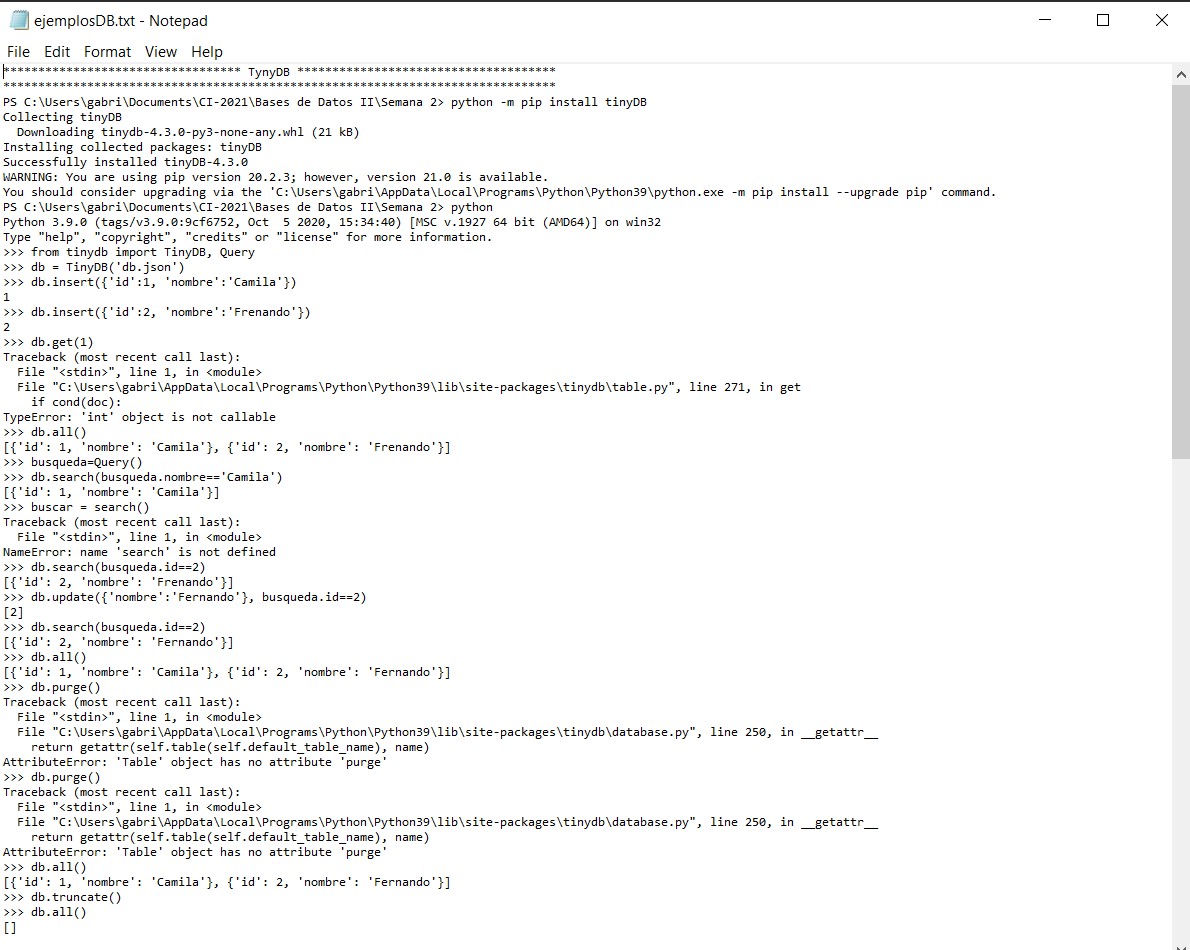 ejemplosDB.txt - Notepad
File Edit Format View Help
********************************** TynyDB *************************************
*******************************************************************************
PS C:\Users\gabri\Documents\CI-2021\Bases de Datos II\Semana 2> python -m pip install tinyDB
Collecting tinyDB
  Downloading tinydb-4.3.0-py3-none-any.whl (21 kB)
Installing collected packages: tinyDB
Successfully installed tinyDB-4.3.0
WARNING: You are using pip version 20.2.3; however, version 21.0 is available.
You should consider upgrading via the 'C:\Users\gabri\AppData\Local\Programs\Python\Python39\python.exe -m pip install --upgrade pip' command.
PS C:\Users\gabri\Documents\CI-2021\Bases de Datos II\Semana 2> python
Python 3.9.0 (tags/v3.9.0:9cf6752, Oct  5 2020, 15:34:40) [MSC v.1927 64 bit (AMD64)] on win32
Type "help", "copyright", "credits" or "license" for more information.
>>> from tinydb import TinyDB, Query
>>> db = TinyDB('db.json')
>>> db.insert({'id':1, 'nombre':'Camila'})
1
>>> db.insert({'id':2, 'nombre':'Frenando'})
2
>>> db.get(1)
Traceback (most recent call last):
  File "<stdin>", line 1, in <module>
  File "C:\Users\gabri\AppData\Local\Programs\Python\Python39\lib\site-packages\tinydb\table.py", line 271, in get
    if cond(doc):
TypeError: 'int' object is not callable
>>> db.all()
[{'id': 1, 'nombre': 'Camila'}, {'id': 2, 'nombre': 'Frenando'}]
>>> busqueda=Query()
>>> db.search(busqueda.nombre=='Camila')
[{'id': 1, 'nombre': 'Camila'}]
>>> buscar = search()
Traceback (most recent call last):
  File "<stdin>", line 1, in <module>
NameError: name 'search' is not defined
>>> db.search(busqueda.id==2)
[{'id': 2, 'nombre': 'Frenando'}]
>>> db.update({'nombre':'Fernando'}, busqueda.id==2)
[2]
>>> db.search(busqueda.id==2)
[{'id': 2, 'nombre': 'Fernando'}]
>>> db.all()
[{'id': 1, 'nombre': 'Camila'}, {'id': 2, 'nombre': 'Fernando'}]
>>> db.purge()
Traceback (most recent call last):
  File "<stdin>", line 1, in <module>
  File "C:\Users\gabri\AppData\Local\Programs\Python\Python39\lib\site-packages\tinydb\database.py", line 250, in __getattr__
    return getattr(self.table(self.default_table_name), name)
AttributeError: 'Table' object has no attribute 'purge'
>>> db.purge()
Traceback (most recent call last):
  File "<stdin>", line 1, in <module>
  File "C:\Users\gabri\AppData\Local\Programs\Python\Python39\lib\site-packages\tinydb\database.py", line 250, in __getattr__
    return getattr(self.table(self.default_table_name), name)
AttributeError: 'Table' object has no attribute 'purge'
>>> db.all()
[{'id': 1, 'nombre': 'Camila'}, {'id': 2, 'nombre': 'Fernando'}]
>>> db.truncate()
>>> db.all()
[]